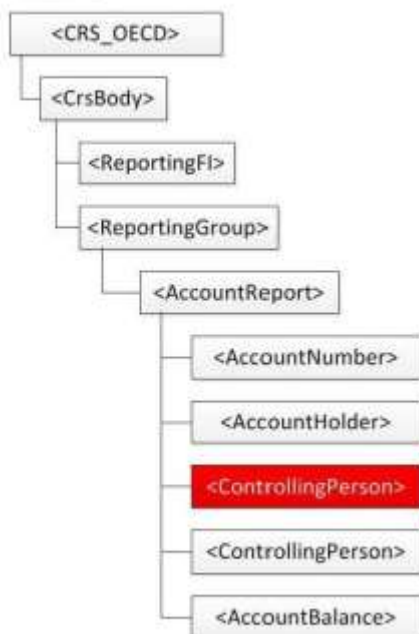 <CRS_OECD>
<CrsBody>
<ReportingFI>
<ReportingGroup>
<AccountReport>
<AccountNumber>
<AccountHolder>
<ControllingPerson>
<ControllingPerson>
<AccountBalance>